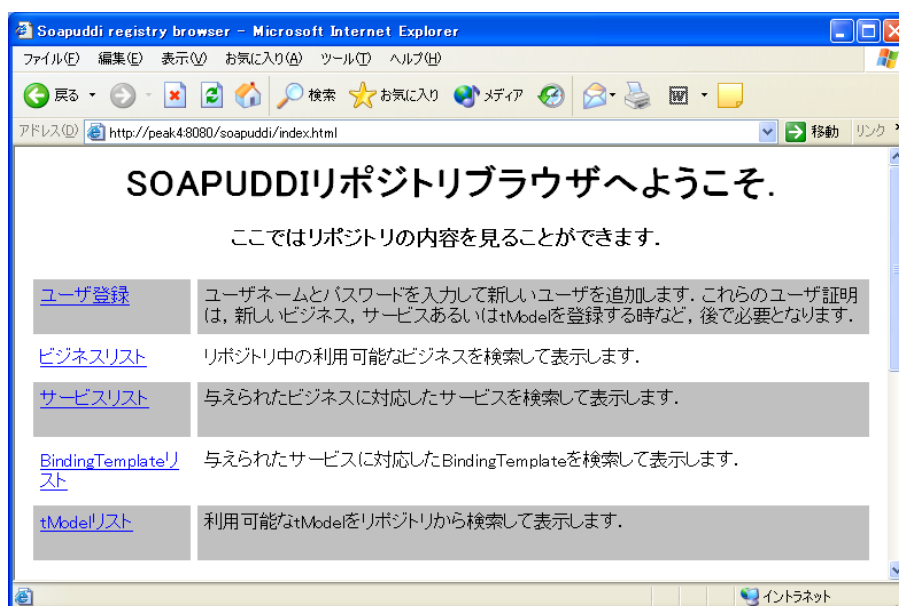 Soapuddi registry browser - Microsoft Internet Explorer
ファイル(F) 編集(E) 表示(V) お気に入り(A) ツール(T) ヘルプ(H)
戻る 検索 お気に入り メディア
アドレス(D) http://peak4:8080/soapuddi/index.html 移動 リンク »
SOAPUDDIリポジトリブラウザへようこそ.
ここではリポジトリの内容を見ることができます.
ユーザ登録 ユーザネームとパスワードを入力して新しいユーザを追加します. これらのユーザ証明
は, 新しいビジネス, サービスあるいはtModelを登録する時など, 後で必要となります.
ビジネスリスト リポジトリ中の利用可能なビジネスを検索して表示します.
サービスリスト 与えられたビジネスに対応したサービスを検索して表示します.
BindingTemplateリ 与えられたサービスに対応したBindingTemplateを検索して表示します.
スト
tModelリスト 利用可能なtModelをリポジトリから検索して表示します.
イントラネット